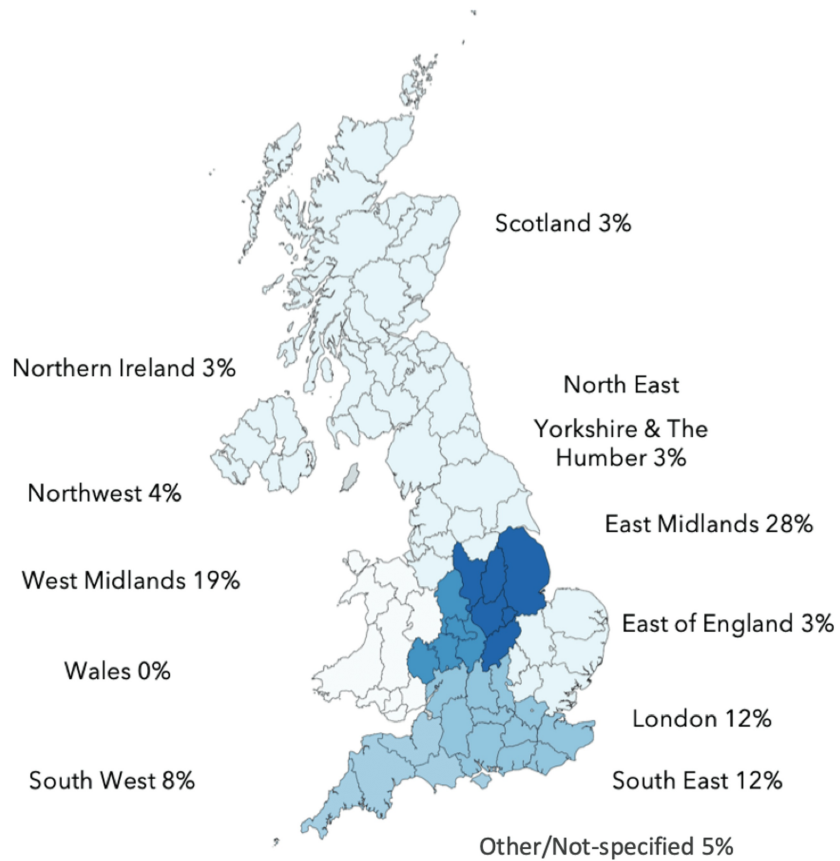 Scotland 3%
Northern Ireland 3%
North East
Yorkshire & The
Humber 3%
Northwest 4%
East Midlands 28%
West Midlands 19%
East of England 3%
Wales 0%
London 12%
South West 8%
South East 12%
Other/Not-specified 5%